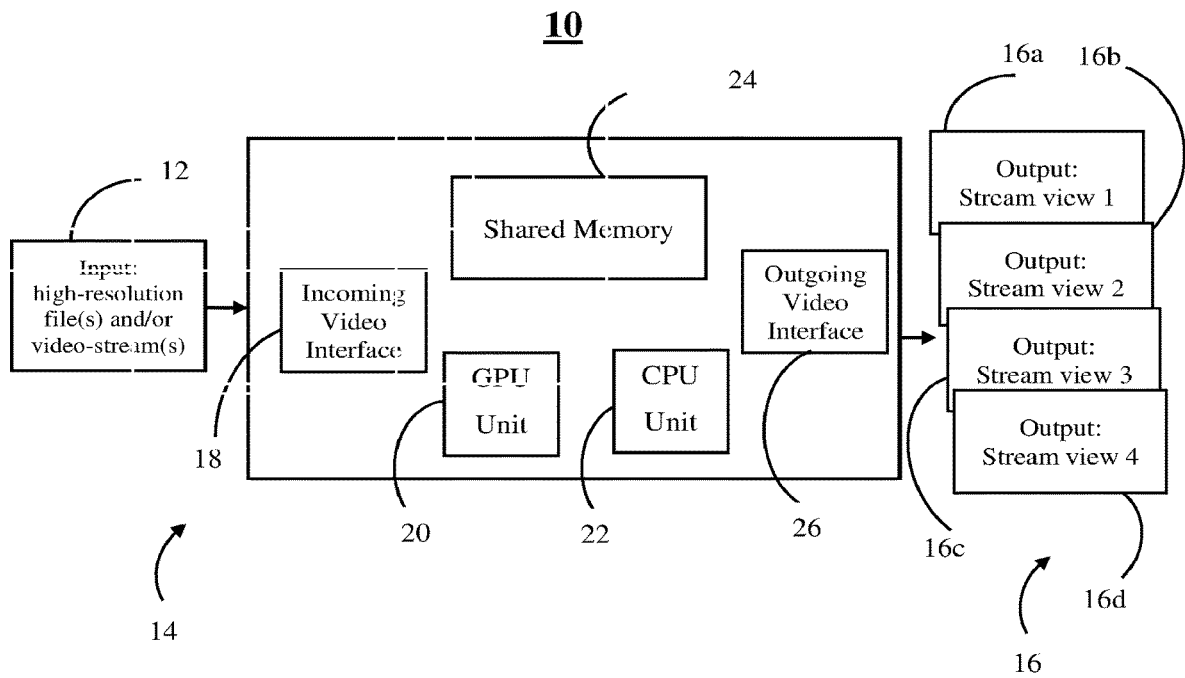 10
24
16a
16b
12
Input:
high-resolution
file(s) and/or
video-stream(s)
Shared Memory
Incoming
Video
Interface
Outgoing
Video
Interface
GPU
Unit
CPU
Unit
Output:
Stream view 1
Output:
Stream view 2
Output:
Stream view 3
Output:
Stream view 4
18
20
22
26
16c
16d
14
16